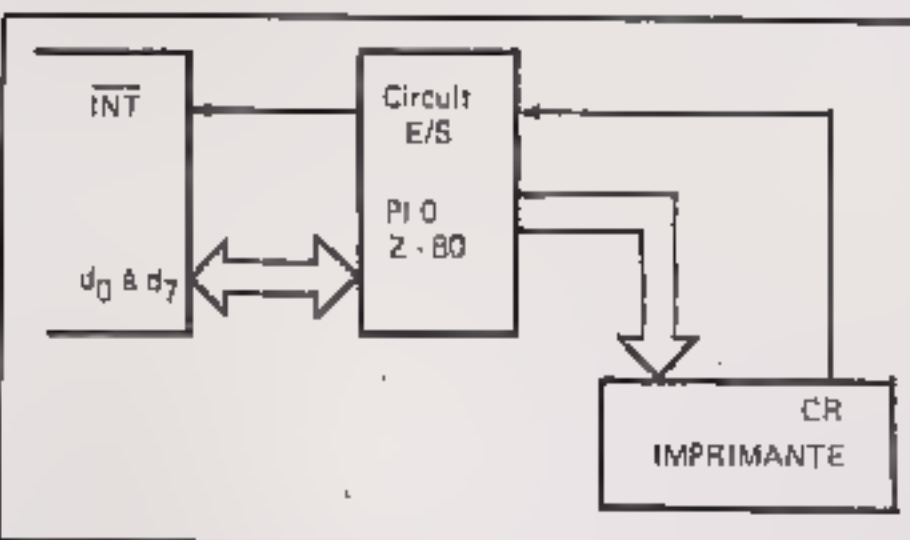 INT
Circuit
E/S
PIO
Z-80
d0 à d7
CR
IMPRIMANTE